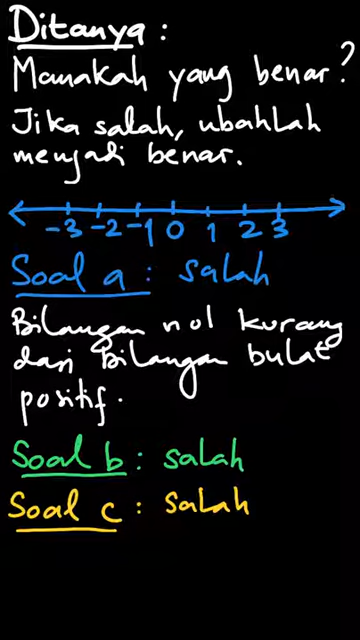 Ditanya :
Manakah yang benar?
Jika salah, ubahlah
menjadi benar.
-3 -2 -1 0 1 2 3
Soal a : salah
Bilangan nol kurang
dari bilangan bulat
positif.
Soal b : salah
Soal c : salah